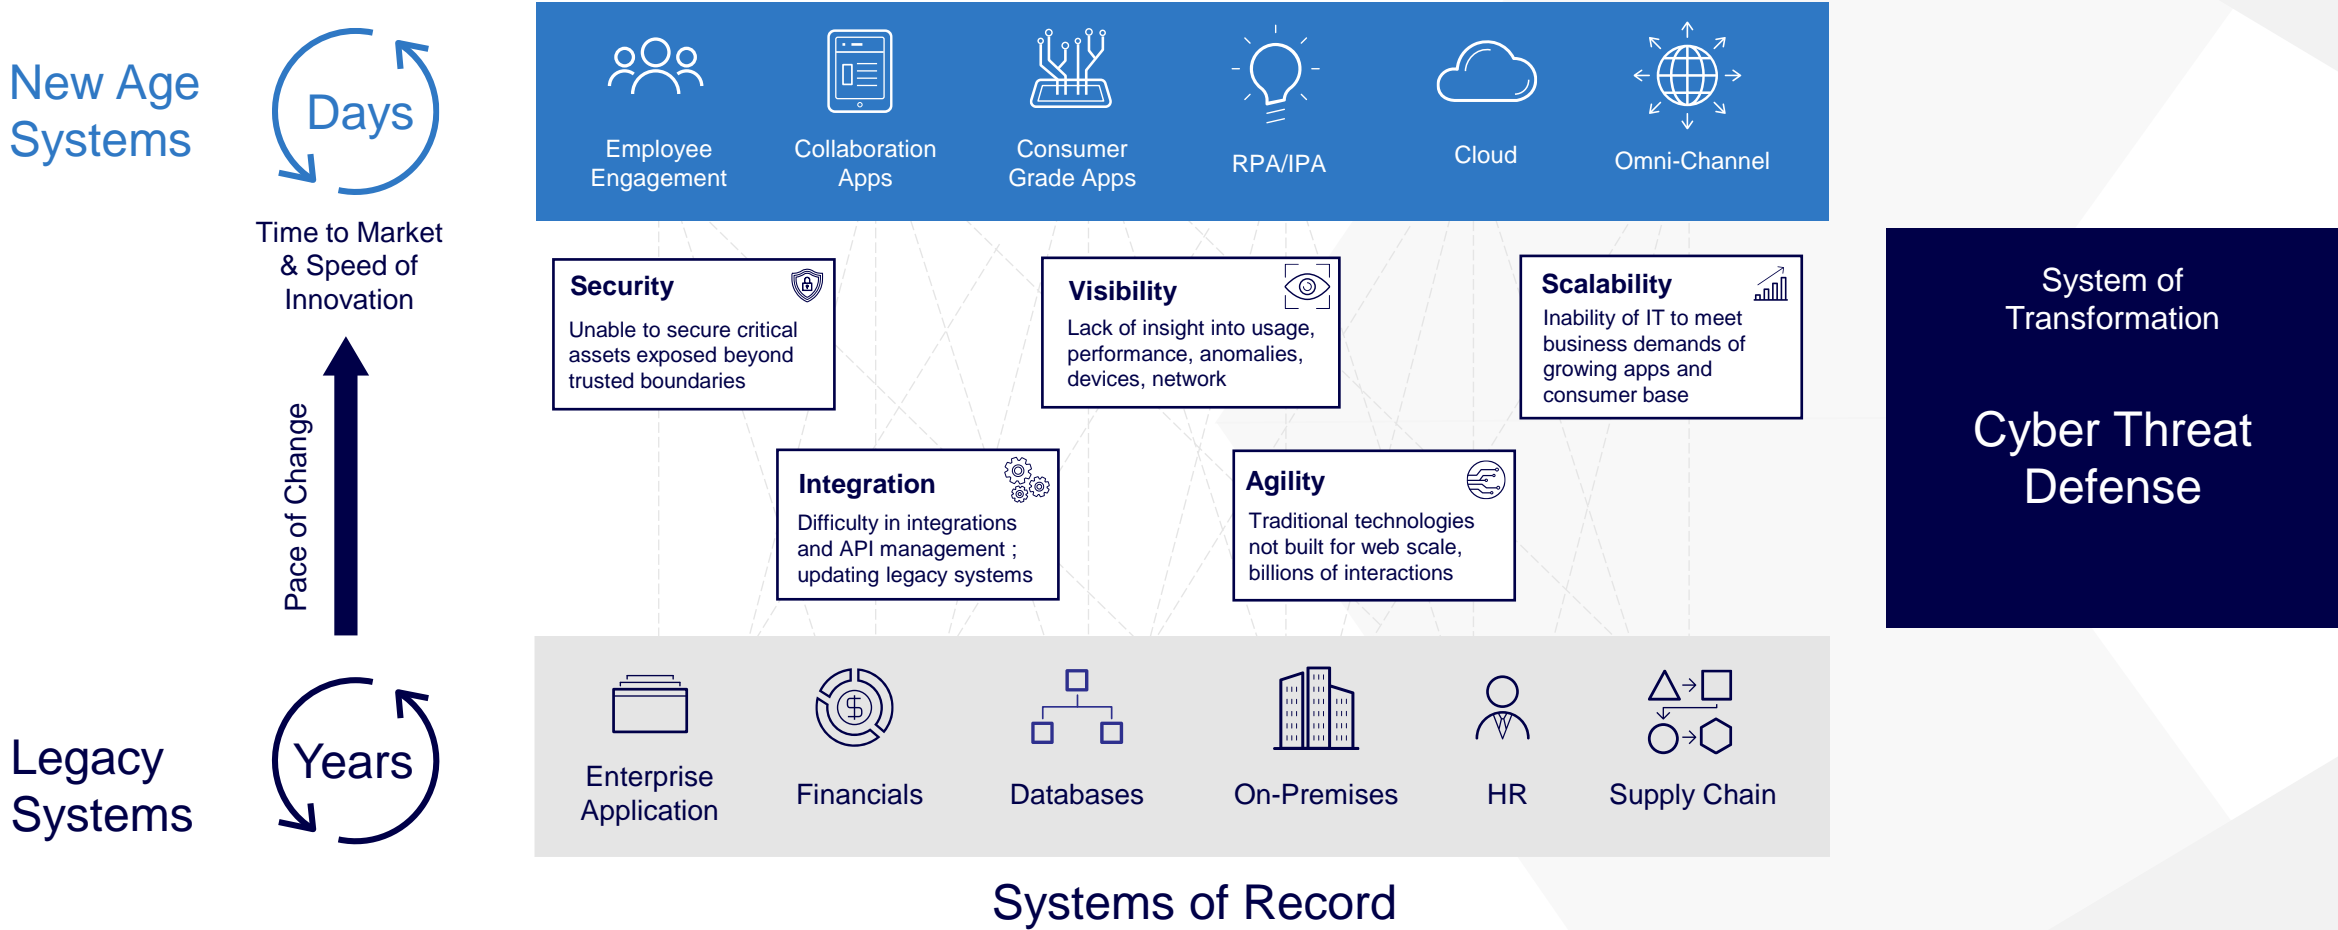 New Age
Systems
Days
Time to Market
& Speed of
Innovation
Pace of Change
Legacy
Systems
Years
Employee
Engagement
Collaboration
Apps
Consumer
Grade Apps
RPA/IPA
Cloud
Omni-Channel
Security
Unable to secure critical
assets exposed beyond
trusted boundaries
Visibility
Lack of insight into usage,
performance, anomalies,
devices, network
Scalability
Inability of IT to meet
business demands of
growing apps and
consumer base
Integration
Difficulty in integrations
and API management ;
updating legacy systems
Agility
Traditional technologies
not built for web scale,
billions of interactions
$
Enterprise
Application
Financials
Databases
On-Premises
HR
Supply Chain
Systems of Record
System of
Transformation
Cyber Threat
Defense